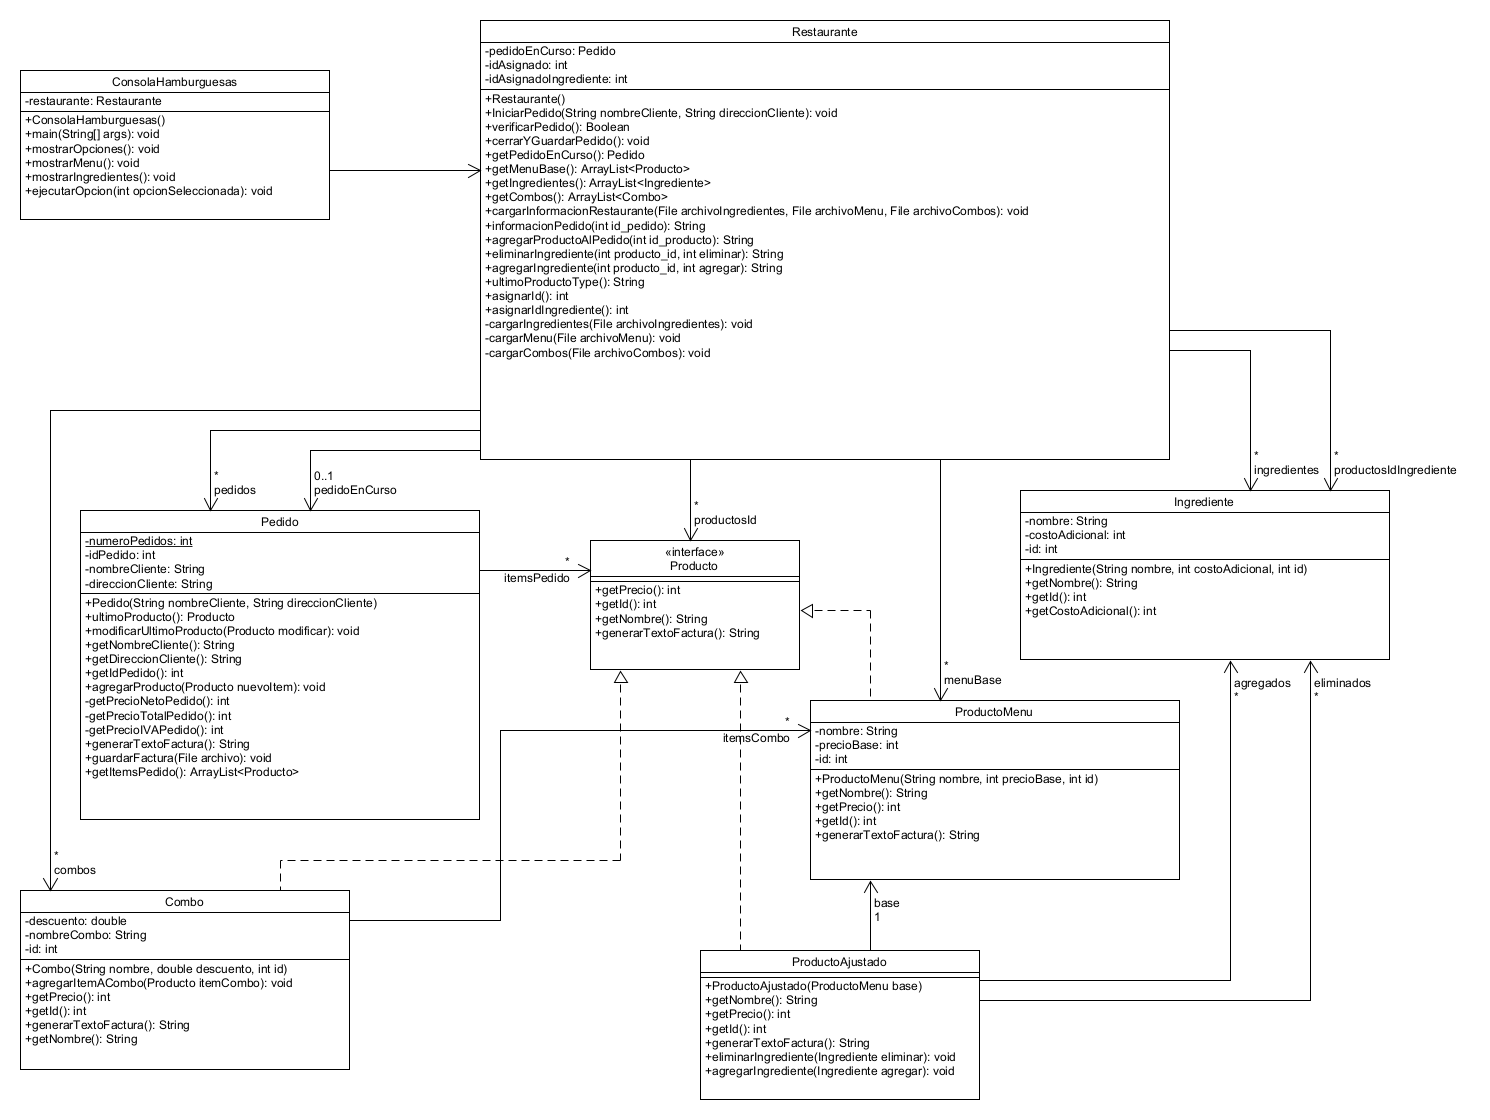 Restaurante
-pedidoEnCurso: Pedido
-idAsignado: int
-idAsignadoIngrediente: int
+Restaurante()
+IniciarPedido(String nombreCliente, String direccionCliente): void
+verificarPedido(): Boolean
+cerrarYGuardarPedido(): void
+getPedidoEnCurso(): Pedido
+getMenuBase(): ArrayList<Producto>
+getIngredientes(): ArrayList<Ingrediente>
+getCombos(): ArrayList<Combo>
+cargarInformacionRestaurante(File archivoIngredientes, File archivoMenu, File archivoCombos): void
+informacionPedido(int id_pedido): String
+agregarProductoAlPedido(int id_producto): String
+eliminarIngrediente(int producto_id, int eliminar): String
+agregarIngrediente(int producto_id, int agregar): String
+ultimoProductoType(): String
+asignarId(): int
+asignarIdIngrediente(): int
-cargarIngredientes(File archivoIngredientes): void
-cargarMenu(File archivoMenu): void
-cargarCombos(File archivoCombos): void
ConsolaHamburguesas
-restaurante: Restaurante
+ConsolaHamburguesas()
+main(String[] args): void
+mostrarOpciones(): void
+mostrarMenu(): void
+mostrarIngredientes(): void
+ejecutarOpcion(int opcionSeleccionada): void
*
pedidos
0..1
pedidoEnCurso
*
productosId
*
ingredientes
*
productosIdIngrediente
Pedido
-numeroPedidos: int
-idPedido: int
-nombreCliente: String
-direccionCliente: String
+Pedido(String nombreCliente, String direccionCliente)
+ultimoProducto(): Producto
+modificarUltimoProducto(Producto modificar): void
+getNombreCliente(): String
+getDireccionCliente(): String
+getIdPedido(): int
+agregarProducto(Producto nuevoItem): void
-getPrecioNetoPedido(): int
-getPrecioTotalPedido(): int
-getPrecioIVAPedido(): int
+generarTextoFactura(): String
+guardarFactura(File archivo): void
+getItemsPedido(): ArrayList<Producto>
*
itemsPedido
«interface»
Producto
+getPrecio(): int
+getId(): int
+getNombre(): String
+generarTextoFactura(): String
Ingrediente
-nombre: String
-costoAdicional: int
-id: int
+Ingrediente(String nombre, int costoAdicional, int id)
+getNombre(): String
+getId(): int
+getCostoAdicional(): int
*
menuBase
agregados
*
eliminados
*
*
itemsCombo
ProductoMenu
-nombre: String
-precioBase: int
-id: int
+ProductoMenu(String nombre, int precioBase, int id)
+getNombre(): String
+getPrecio(): int
+getId(): int
+generarTextoFactura(): String
*
combos
Combo
-descuento: double
-nombreCombo: String
-id: int
+Combo(String nombre, double descuento, int id)
+agregarItemACombo(Producto itemCombo): void
+getPrecio(): int
+getId(): int
+generarTextoFactura(): String
+getNombre(): String
base
1
ProductoAjustado
+ProductoAjustado(ProductoMenu base)
+getNombre(): String
+getPrecio(): int
+getId(): int
+generarTextoFactura(): String
+eliminarIngrediente(Ingrediente eliminar): void
+agregarIngrediente(Ingrediente agregar): void